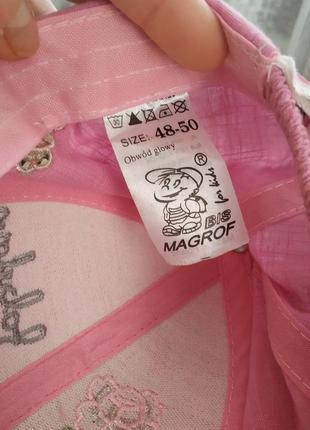 SIZE: 48-50
Obwód głowy
®
for kids
BIS
MAGROF